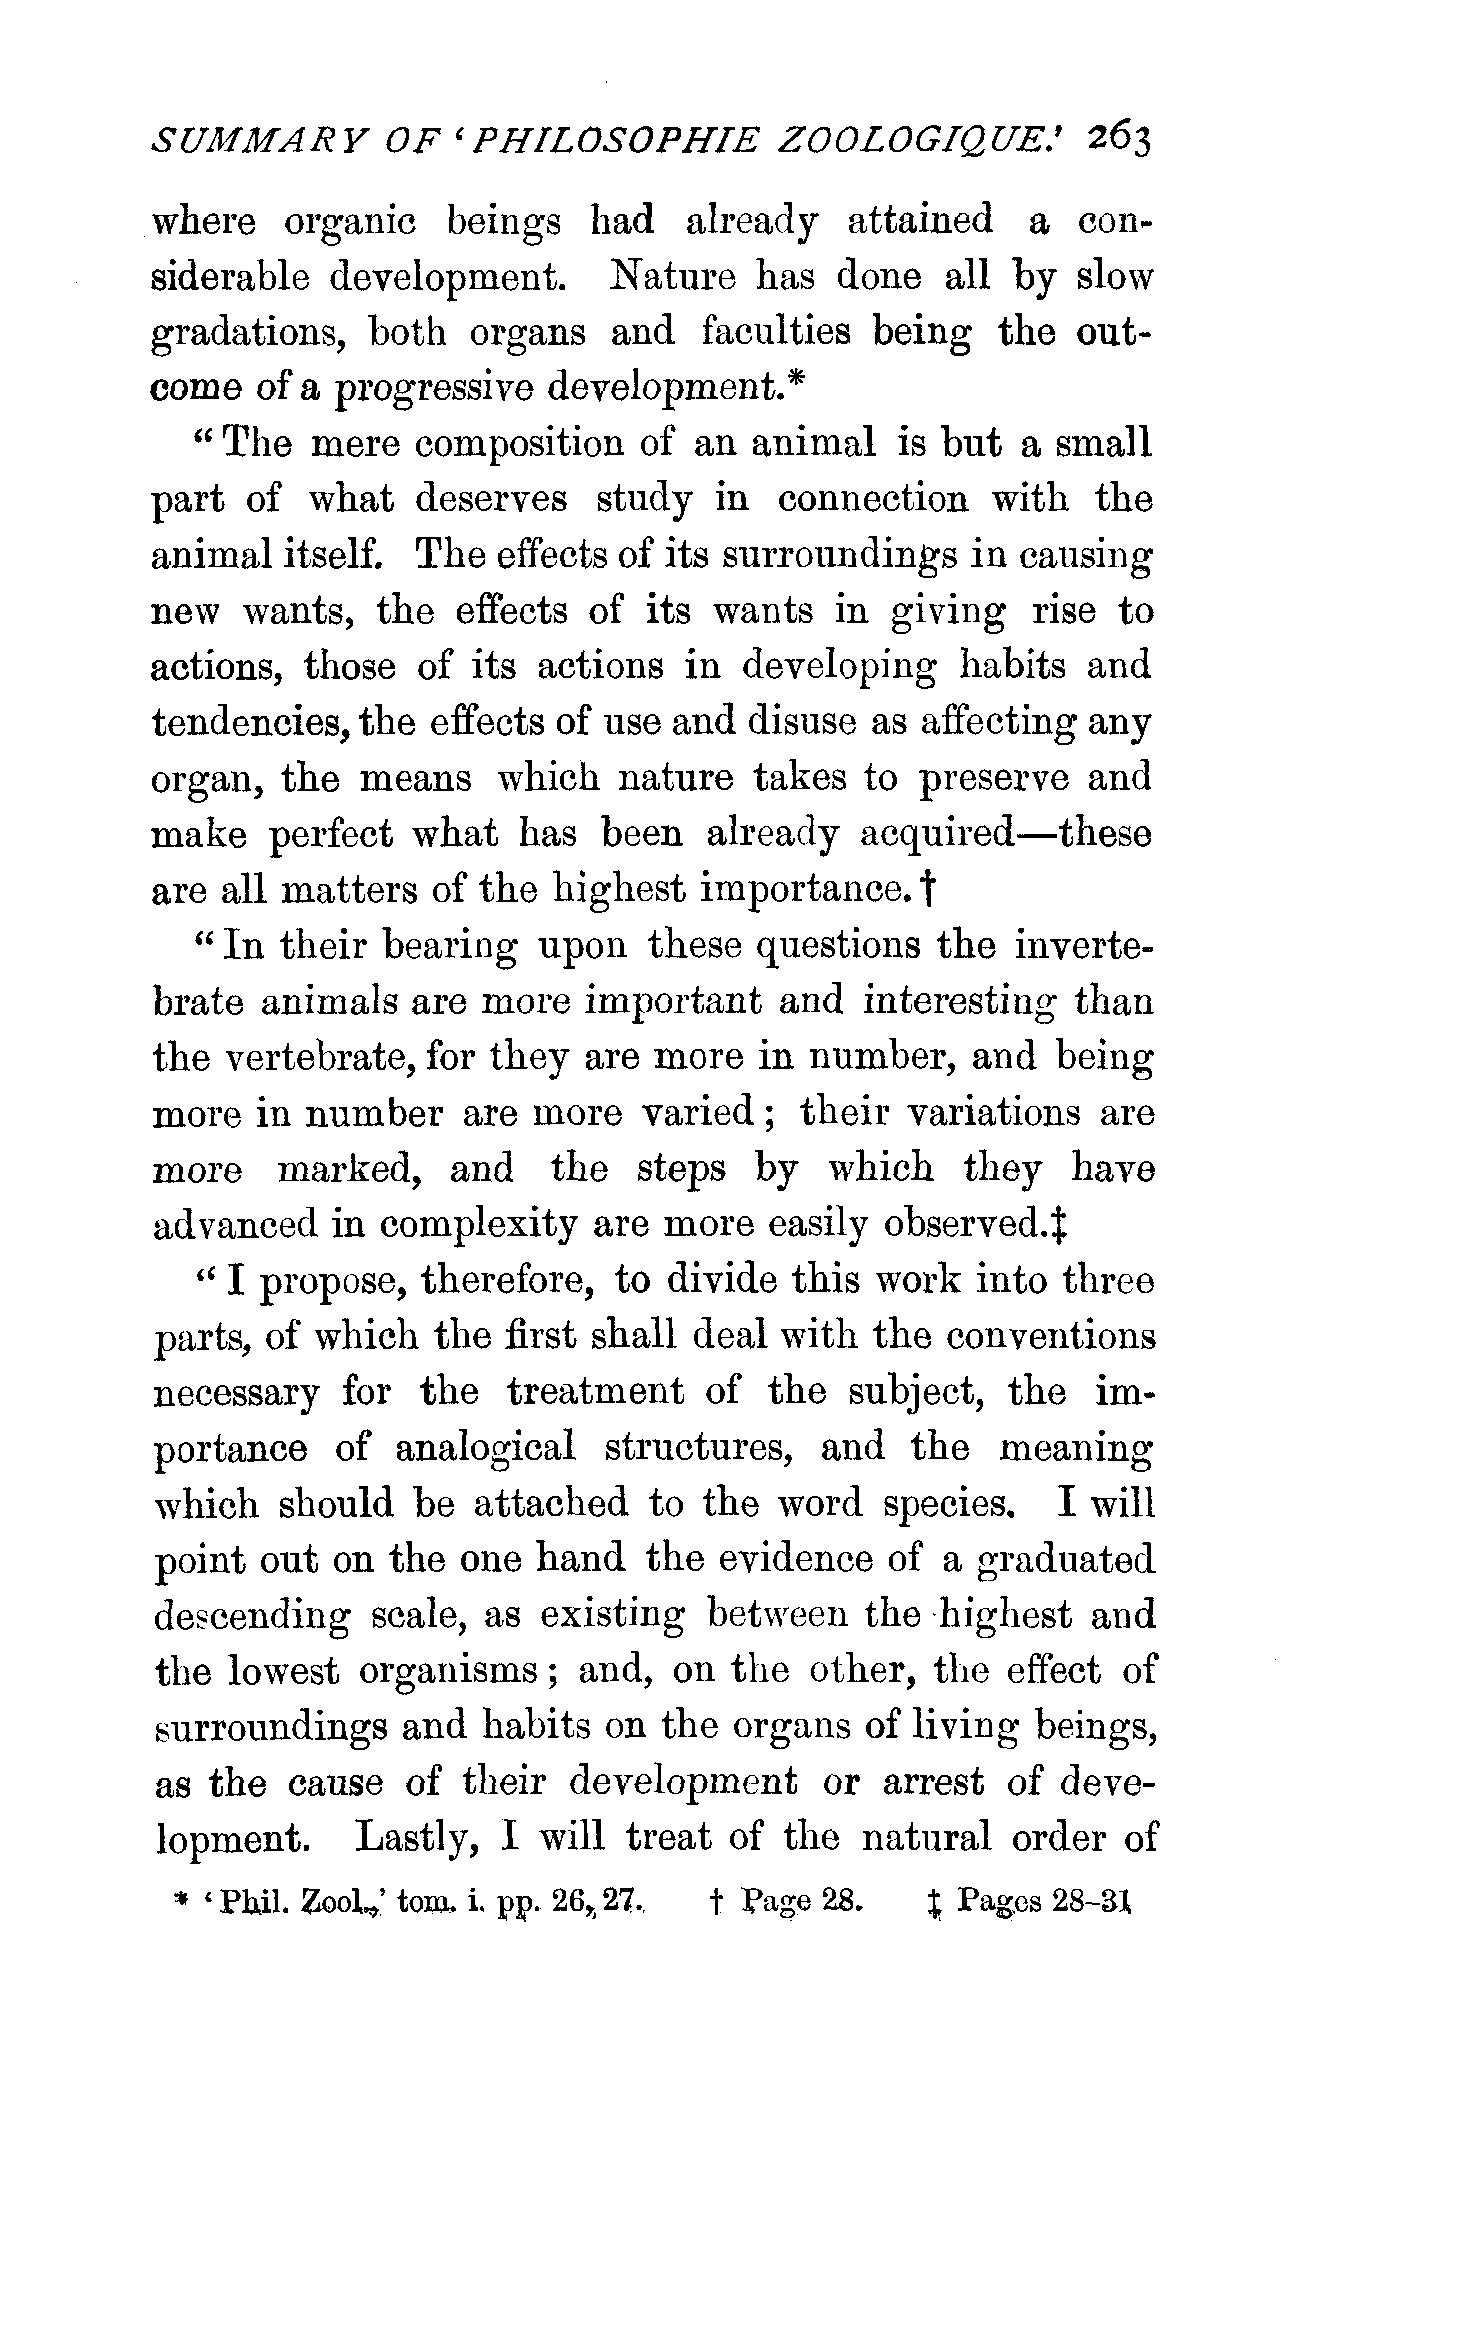 SUMMARY OF ‘PHILOSOPHIE ZOOLOGIQUE.’ 263
where organic beings had already attained a con-
siderable development. Nature has done all by slow
gradations, both organs and faculties being the out-
come of a progressive development.*
“The mere composition of an animal is but a small
part of what deserves study in connection with the
animal itself. The effects of its surroundings in causing
new wants, the effects of its wants in giving rise to
actions, those of its actions in developing habits and
tendencies, the effects of use and disuse as affecting any
organ, the means which nature takes to preserve and
make perfect what has been already acquired—these
are all matters of the highest importance.†
“In their bearing upon these questions the inverte-
brate animals are more important and interesting than
the vertebrate, for they are more in number, and being
more in number are more varied; their variations are
more marked, and the steps by which they have
advanced in complexity are more easily observed.‡
“I propose, therefore, to divide this work into three
parts, of which the first shall deal with the conventions
necessary for the treatment of the subject, the im-
portance of analogical structures, and the meaning
which should be attached to the word species. I will
point out on the one hand the evidence of a graduated
descending scale, as existing between the highest and
the lowest organisms; and, on the other, the effect of
surroundings and habits on the organs of living beings,
as the cause of their development or arrest of deve-
lopment. Lastly, I will treat of the natural order of
* ‘Phil. Zool.,’ tom. i. pp. 26, 27. † Page 28. ‡ Pages 28–31